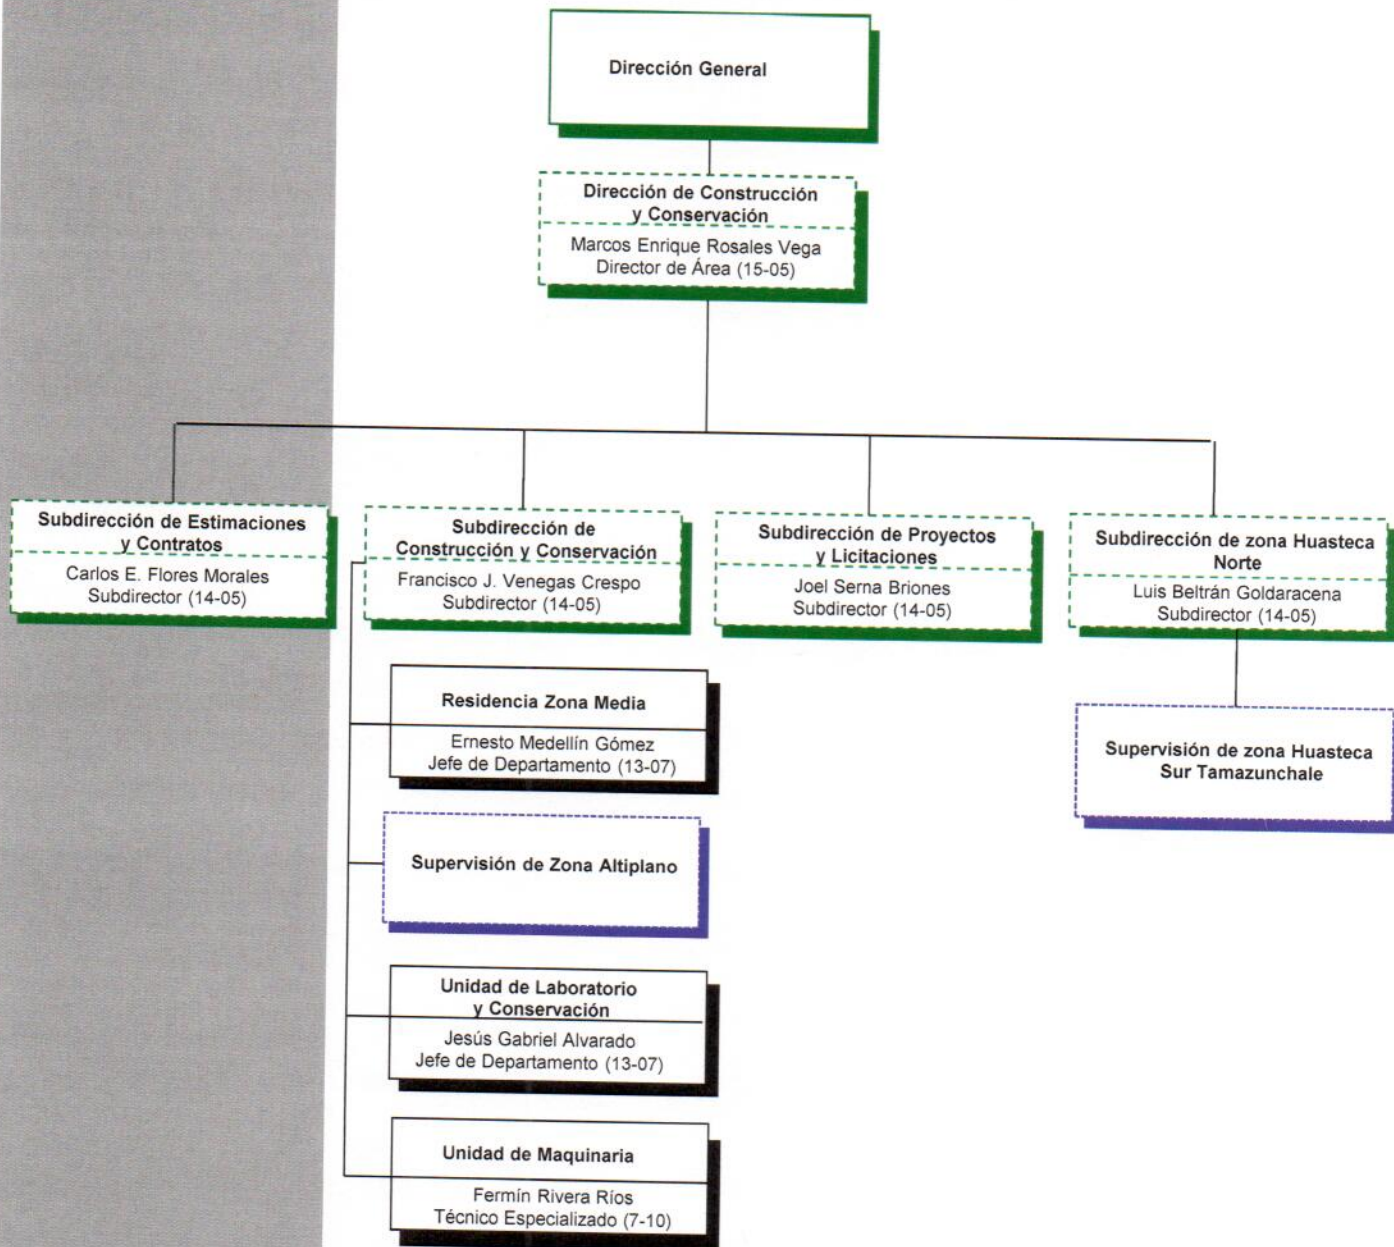 Dirección General
Dirección de Construcción
y Conservación
Marcos Enrique Rosales Vega
Director de Área (15-05)
Subdirección de Estimaciones
y Contratos
Carlos E. Flores Morales
Subdirector (14-05)
Subdirección de
Construcción y Conservación
Francisco J. Venegas Crespo
Subdirector (14-05)
Subdirección de Proyectos
y Licitaciones
Joel Serna Briones
Subdirector (14-05)
Subdirección de zona Huasteca
Norte
Luis Beltrán Goldaracena
Subdirector (14-05)
Residencia Zona Media
Ernesto Medellín Gómez
Jefe de Departamento (13-07)
Supervisión de zona Huasteca
Sur Tamazunchale
Supervisión de Zona Altiplano
Unidad de Laboratorio
y Conservación
Jesús Gabriel Alvarado
Jefe de Departamento (13-07)
Unidad de Maquinaria
Fermín Rivera Ríos
Técnico Especializado (7-10)